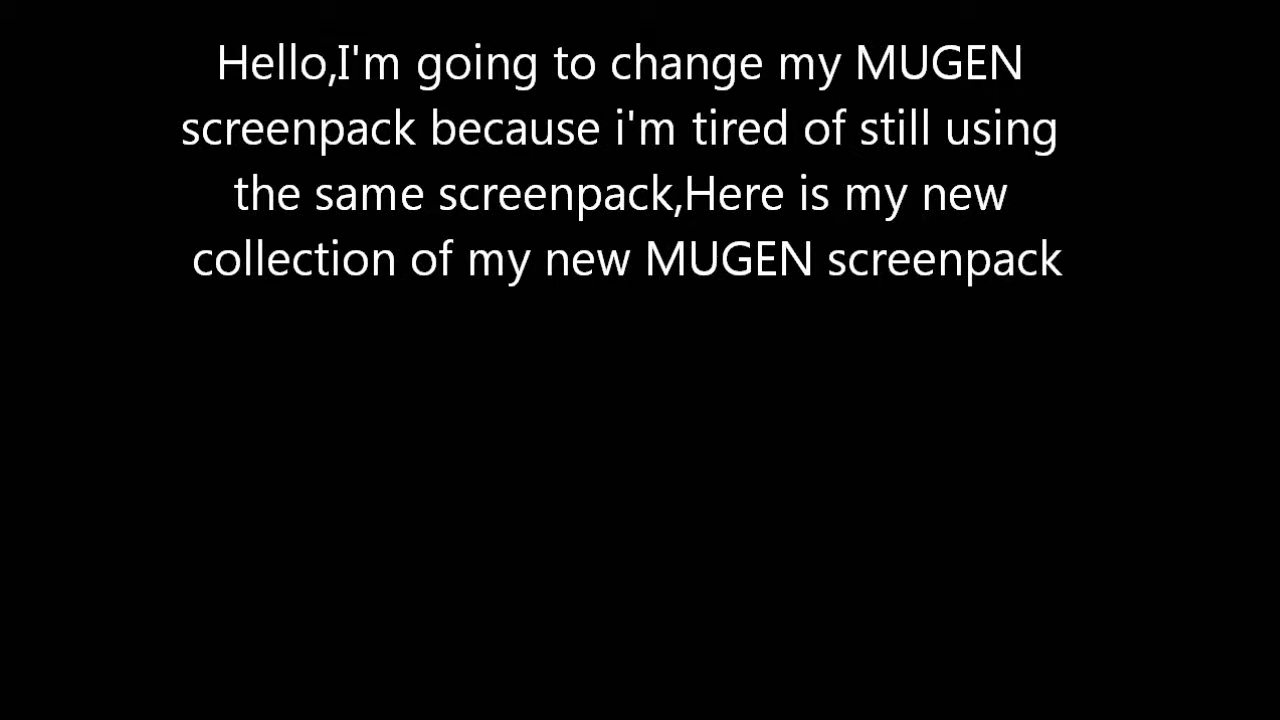 Hello,I'm going to change my MUGEN
screenpack because i'm tired of still using
the same screenpack,Here is my new
collection of my new MUGEN screenpack